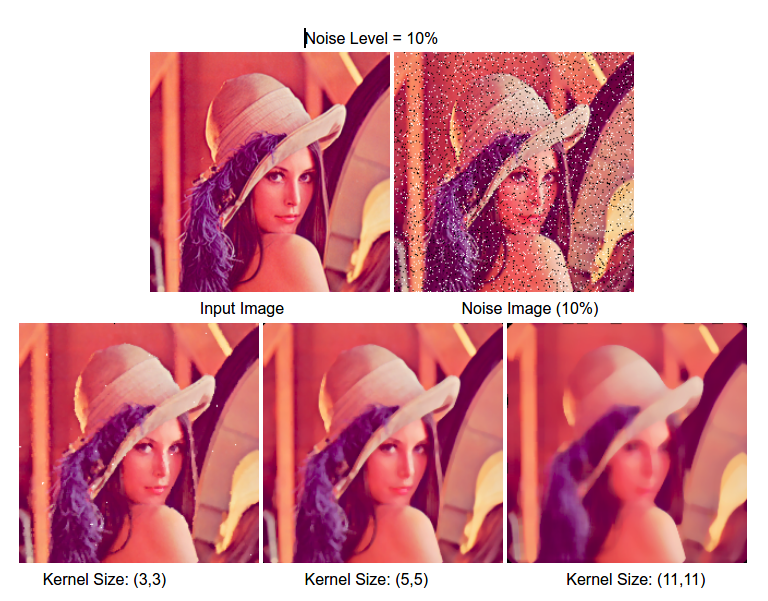 Noise Level = 10%
Input Image
Noise Image (10%)
Kernel Size: (3,3)
Kernel Size: (5,5)
Kernel Size: (11,11)